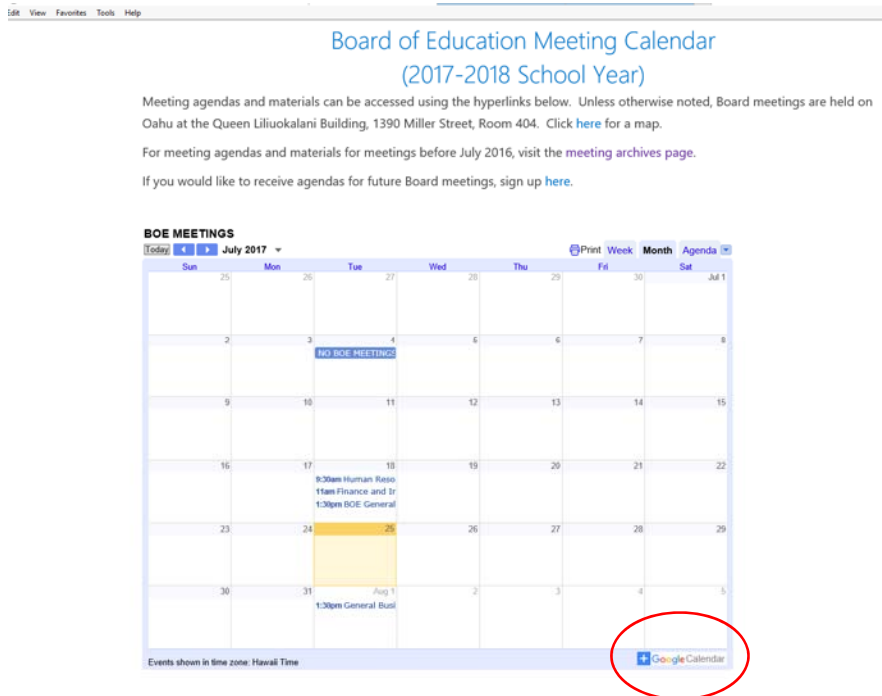 Edit View Favorites Tools Help
Board of Education Meeting Calendar
(2017-2018 School Year)
Meeting agendas and materials can be accessed using the hyperlinks below. Unless otherwise noted, Board meetings are held on
Oahu at the Queen Liliuokalani Building, 1390 Miller Street, Room 404. Click here for a map.
For meeting agendas and materials for meetings before July 2016, visit the meeting archives page.
If you would like to receive agendas for future Board meetings, sign up here.
BOE MEETINGS
Today July 2017 Print Week Month Agenda
Sun Mon Tue Wed Thu Fri Sat
25 26 27 28 29 30 Jul 1
2 3 4 5 6 7 8
NO BOE MEETINGS
9 10 11 12 13 14 15
16 17 18 19 20 21 22
9:30am Human Reso
11am Finance and Ir
1:30pm BOE General
23 24 25 26 27 28 29
30 31 Aug 1 2 3 4 5
1:30pm General Busi
Events shown in time zone: Hawaii Time
Google Calendar